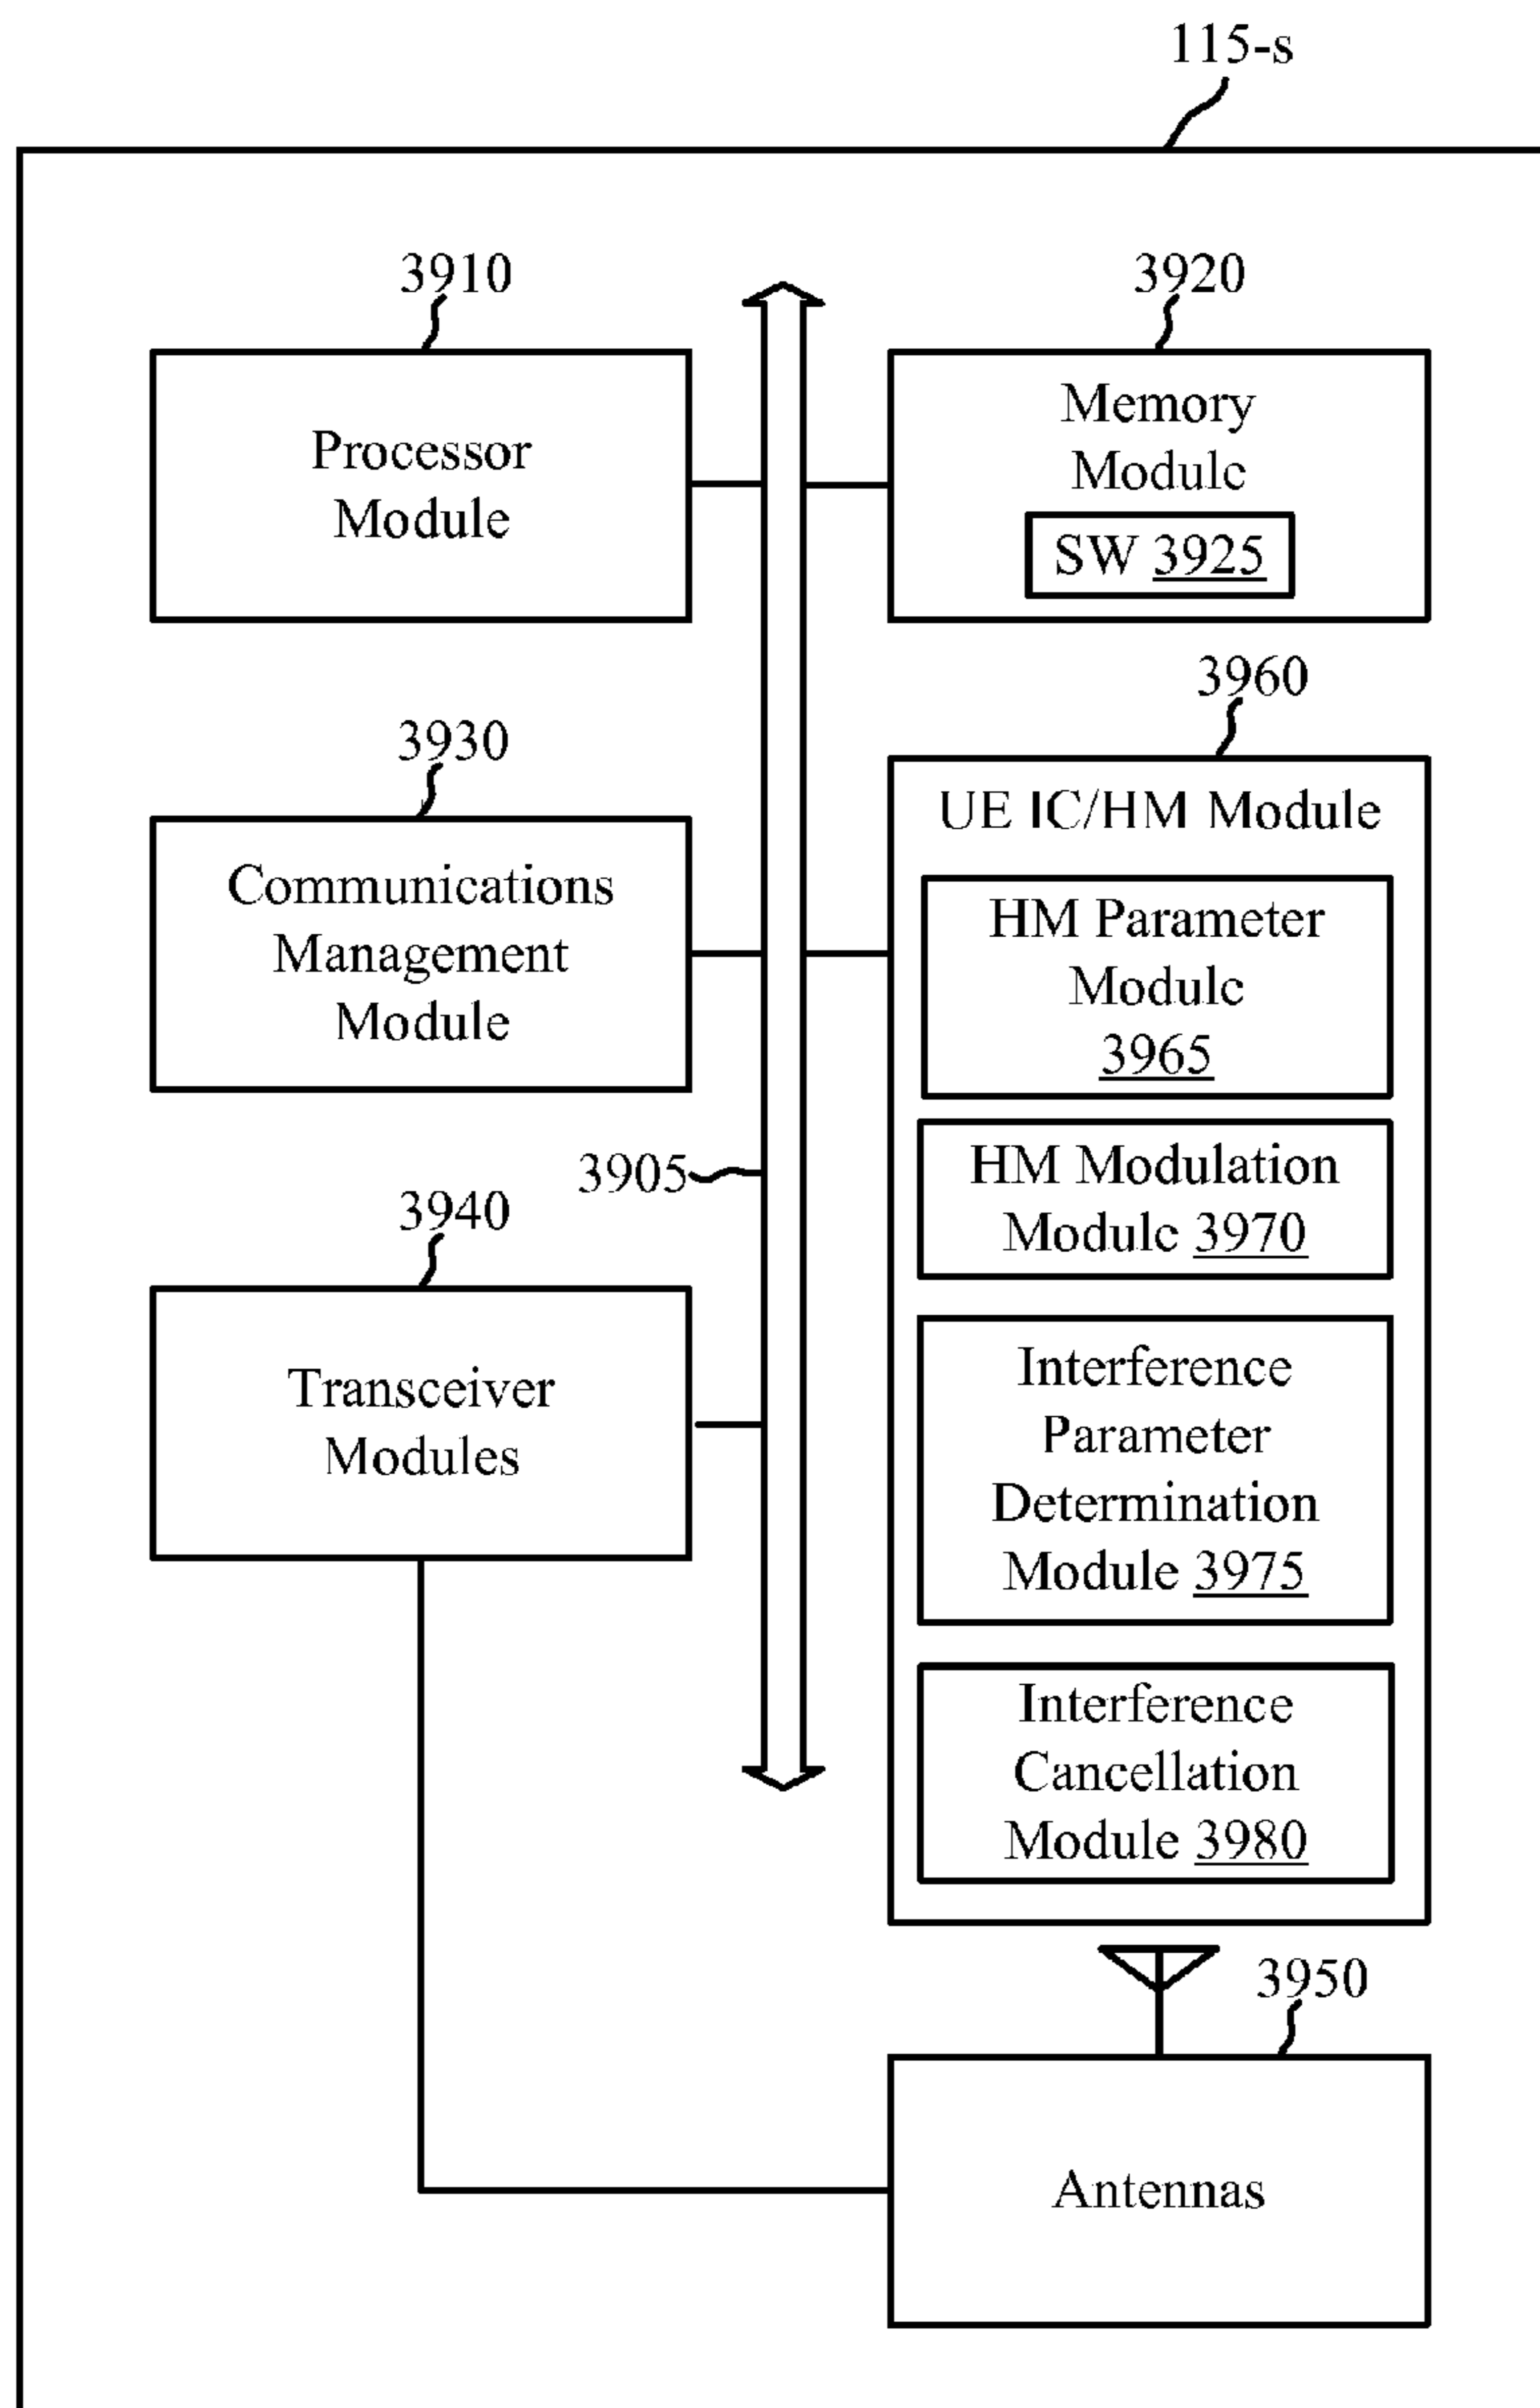 115-s
3910
Processor
Module
3920
Memory
Module
SW 3925
3930
Communications
Management
Module
3960
UE IC/HM Module
HM Parameter
Module
3965
HM Modulation
Module 3970
Interference
Parameter
Determination
Module 3975
Interference
Cancellation
Module 3980
3905
3940
Transceiver
Modules
3950
Antennas